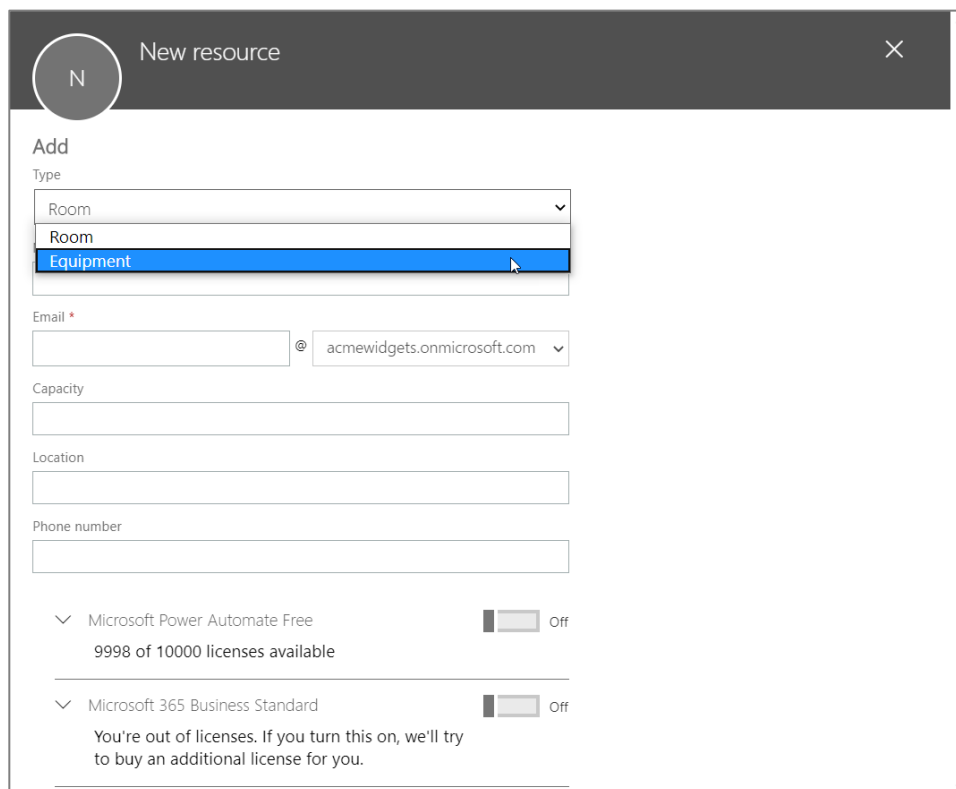 N
New resource
Add
Type
Room
Room
Equipment
Email *
@ acmewidgets.onmicrosoft.com
Capacity
Location
Phone number
Microsoft Power Automate Free Off
9998 of 10000 licenses available
Microsoft 365 Business Standard Off
You're out of licenses. If you turn this on, we'll try
to buy an additional license for you.